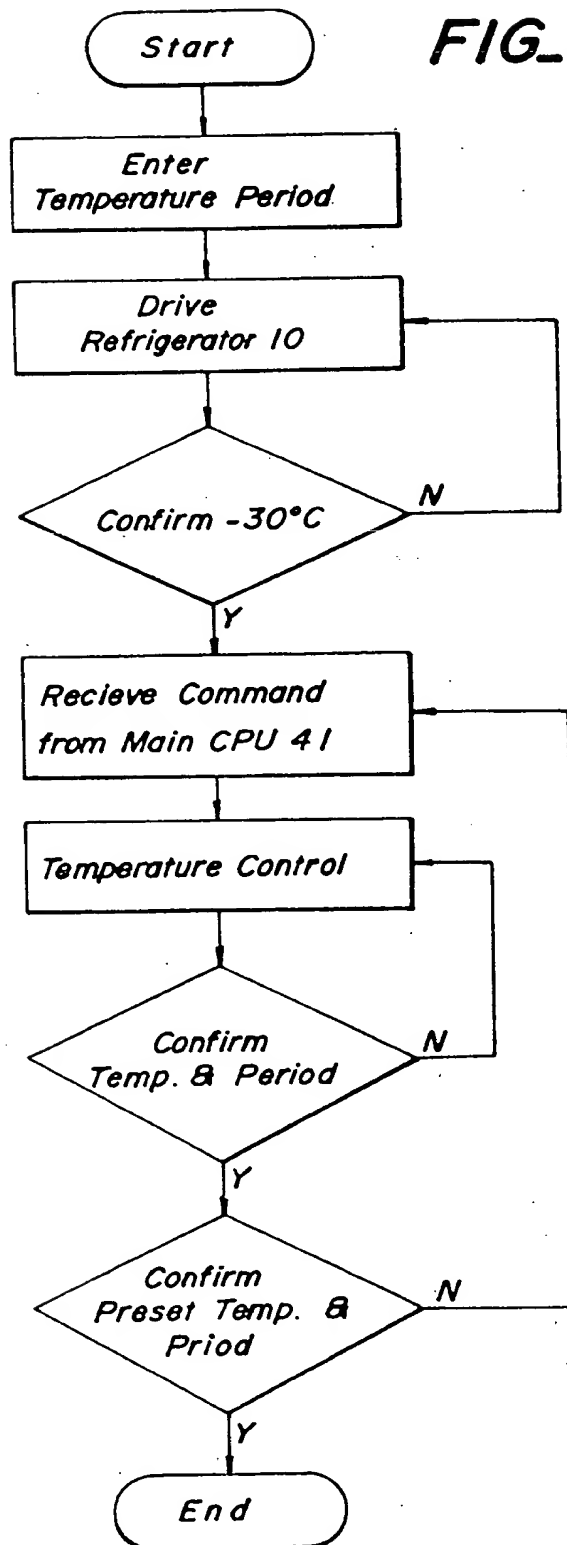 Start
FIG_
Enter
Temperature Period
Drive
Refrigerator 10
Confirm -30°C
N
Y
Recieve Command
from Main CPU 41
Temperature Control
Confirm
Temp. & Period
N
Y
Confirm
Preset Temp. &
Priod
N
Y
End